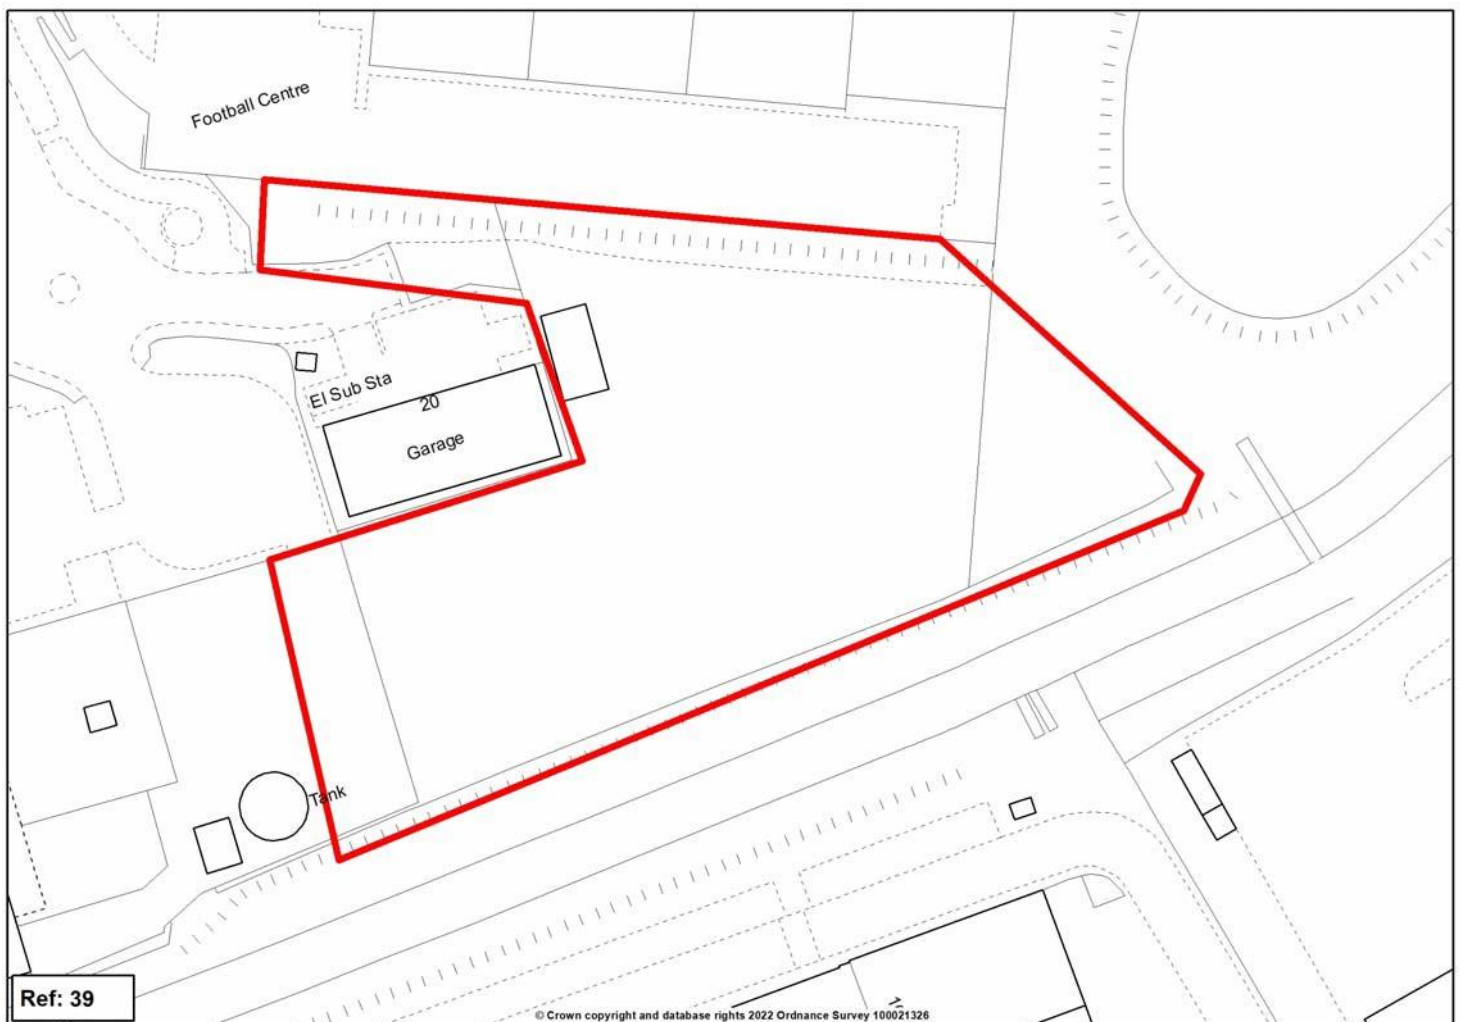 Football Centre
El Sub Sta
20
Garage
Tank
Ref: 39
© Crown copyright and database rights 2022 Ordnance Survey 100021326